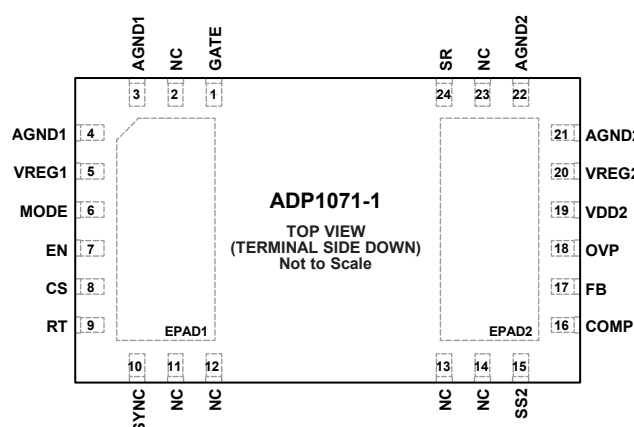 AGND1
NC
GATE
SR
NC
AGND2
3
2
1
24
23
22
AGND1 4
21 AGND2
VREG1 5
20 VREG2
MODE 6
19 VDD2
EN 7
18 OVP
CS 8
17 FB
RT 9
16 COMP
ADP1071-1
TOP VIEW
(TERMINAL SIDE DOWN)
Not to Scale
EPAD1
EPAD2
10
11
12
13
14
15
SYNC
NC
NC
NC
NC
SS2